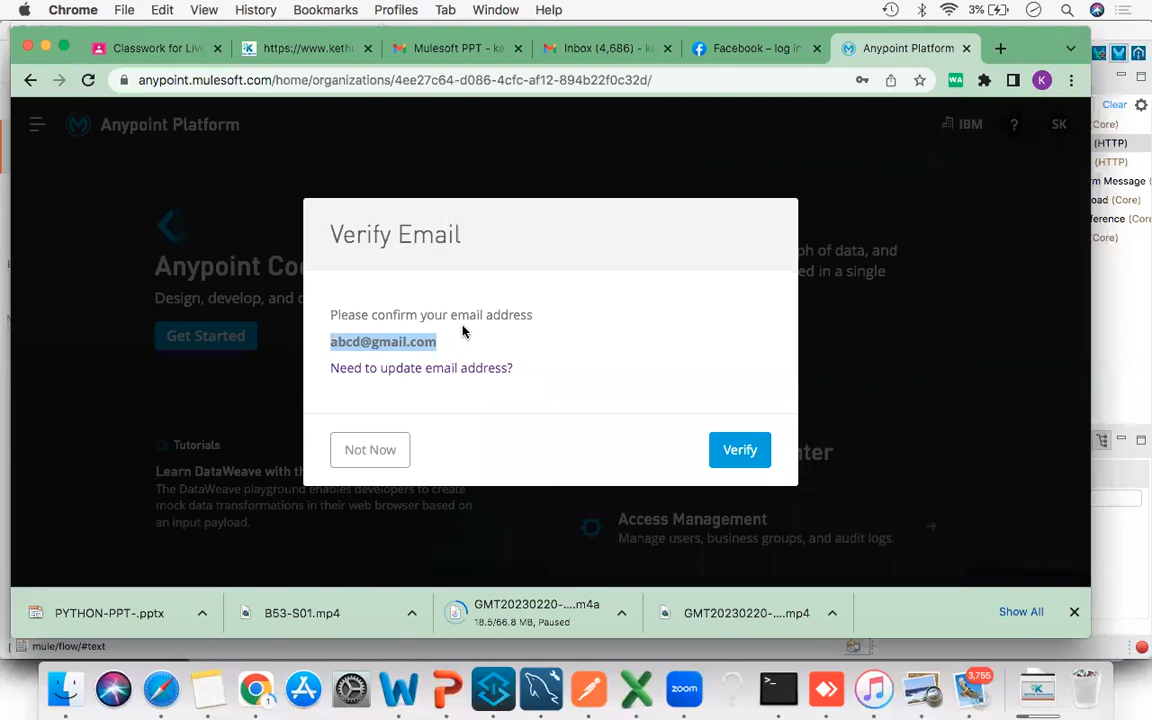 Chrome File Edit View History Bookmarks Profiles Tab Window Help 3%
Classwork for Liv
https://www.keth
Mulesoft PPT - ke
Inbox (4,686) - k
Facebook – log in
Anypoint Platform
anypoint.mulesoft.com/home/organizations/4ee27c64-d086-4cfc-af12-894b22f0c32d/
WA
K
Clear
Anypoint Platform
IBM
?
SK
(Core)
(HTTP)
(HTTP)
rm Message
oad (Core)
ference (Cor
(Core)
Verify Email
Please confirm your email address
abcd@gmail.com
Need to update email address?
Not Now
Verify
Anypoint Co
Design, develop, and
Get Started
ph of data, and
ed in a single
Tutorials
Learn DataWeave with th
The DataWeave playground enables developers to create
mock data transformations in their web browser based on
an input payload.
nter
Access Management
Manage users, business groups, and audit logs.
PYTHON-PPT-.pptx
B53-S01.mp4
GMT20230220-....m4a
18.5/66.8 MB, Paused
GMT20230220-....mp4
Show All
mule/flow/#text
zoom
3,755